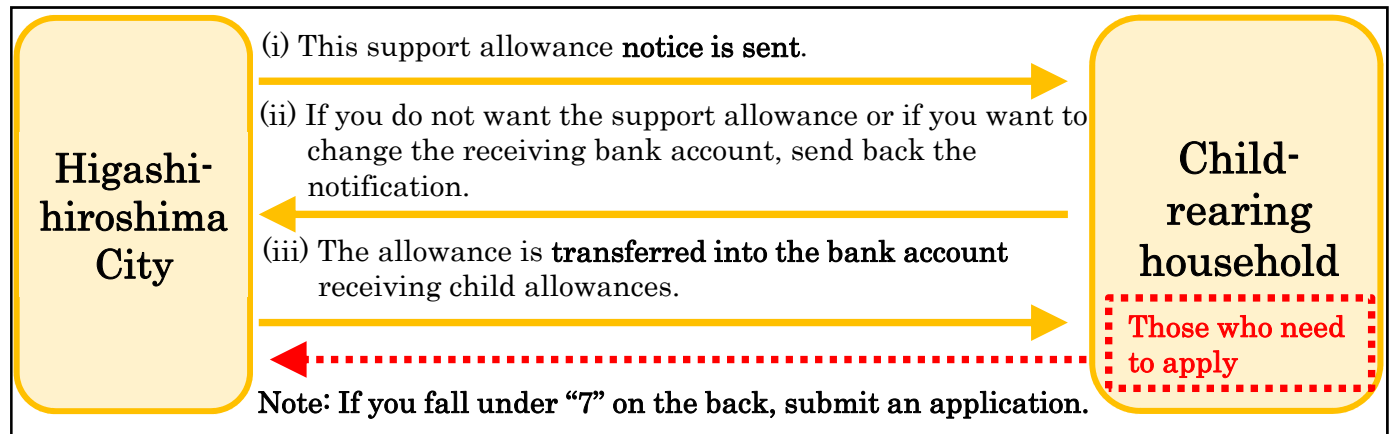 Higashi-
hiroshima
City
(i) This support allowance notice is sent.
(ii) If you do not want the support allowance or if you want to
change the receiving bank account, send back the
notification.
(iii) The allowance is transferred into the bank account
receiving child allowances.
Note: If you fall under “7” on the back, submit an application.
Child-
rearing
household
Those who need
to apply